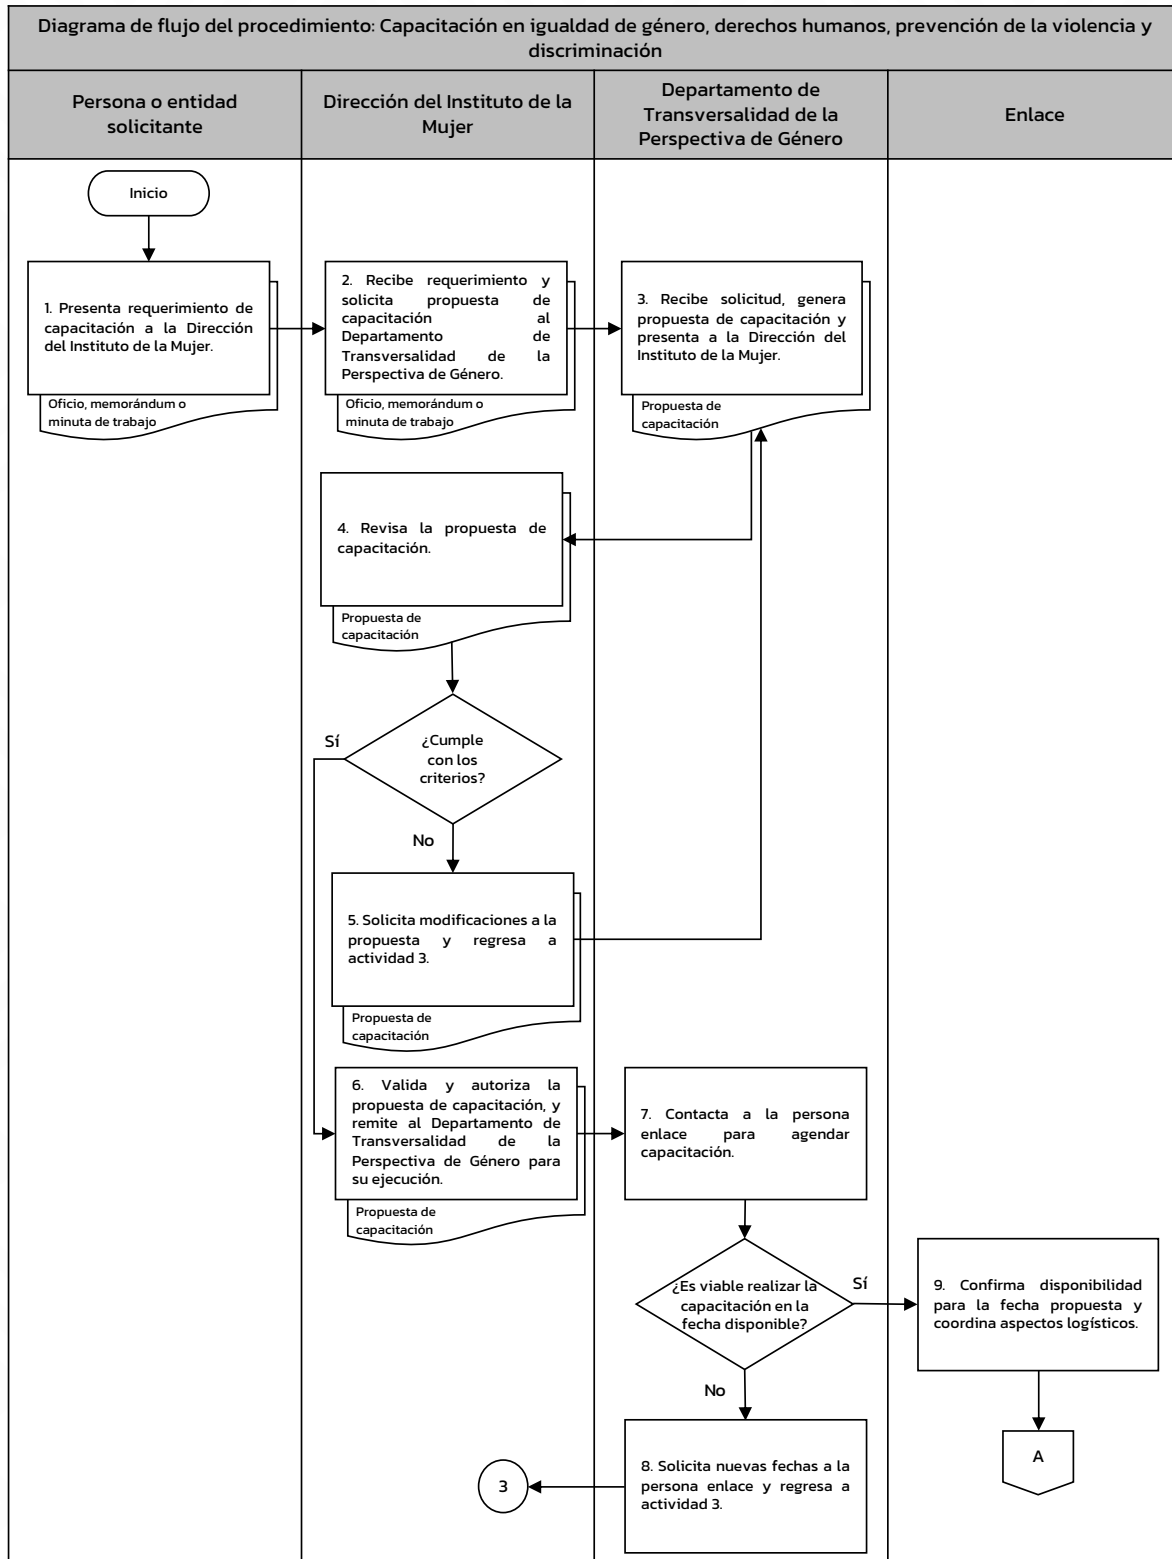 Diagrama de flujo del procedimiento: Capacitación en igualdad de género, derechos humanos, prevención de la violencia y
discriminación
Persona o entidad
solicitante
Dirección del Instituto de la
Mujer
Departamento de
Transversalidad de la
Perspectiva de Género
Enlace
Inicio
1. Presenta requerimiento de
capacitación a la Dirección
del Instituto de la Mujer.
Oficio, memorándum o
minuta de trabajo
2. Recibe requerimiento y
solicita propuesta de
capacitación al
Departamento de
Transversalidad de la
Perspectiva de Género.
Oficio, memorándum o
minuta de trabajo
3. Recibe solicitud, genera
propuesta de capacitación y
presenta a la Dirección del
Instituto de la Mujer.
Propuesta de
capacitación
4. Revisa la propuesta de
capacitación.
Propuesta de
capacitación
Sí
¿Cumple
con los
criterios?
No
5. Solicita modificaciones a la
propuesta y regresa a
actividad 3.
Propuesta de
capacitación
6. Valida y autoriza la
propuesta de capacitación, y
remite al Departamento de
Transversalidad de la
Perspectiva de Género para
su ejecución.
Propuesta de
capacitación
7. Contacta a la persona
enlace para agendar
capacitación.
¿Es viable realizar la
capacitación en la
fecha disponible?
Sí
9. Confirma disponibilidad
para la fecha propuesta y
coordina aspectos logísticos.
No
A
8. Solicita nuevas fechas a la
persona enlace y regresa a
actividad 3.
3